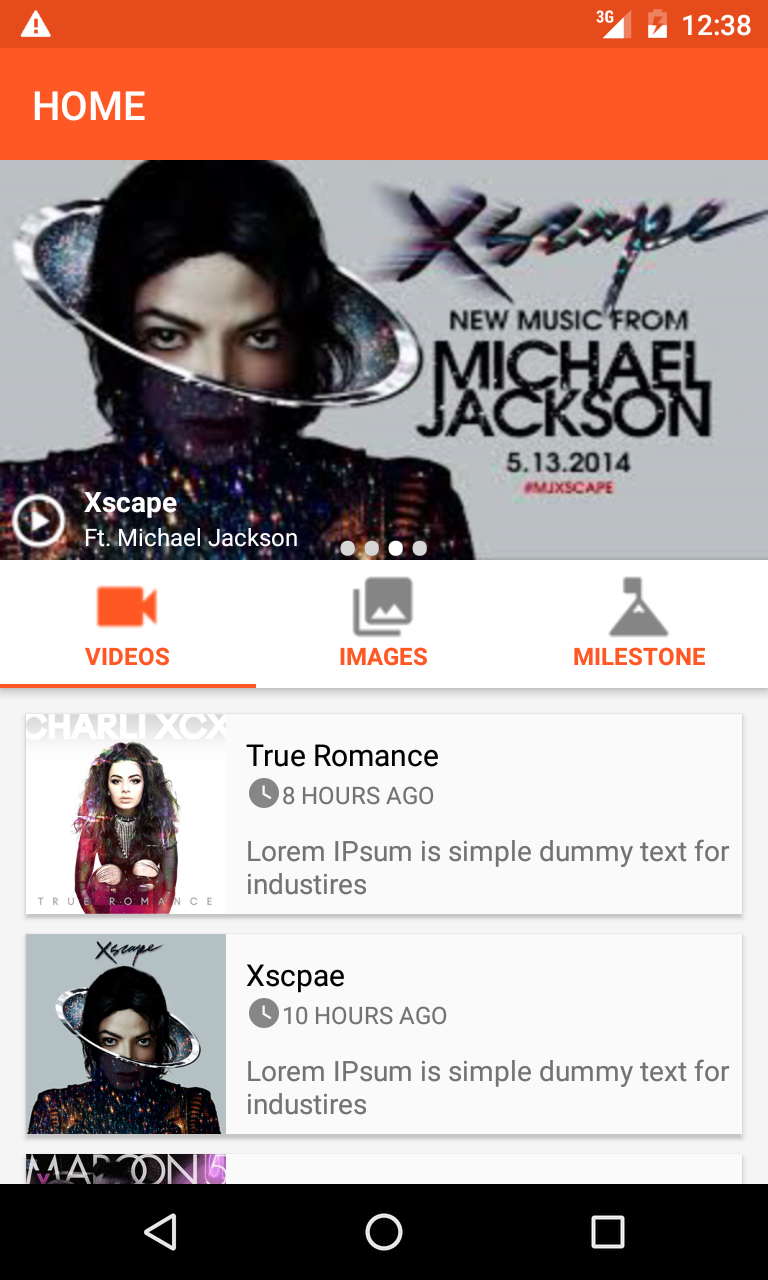 3G 12:38
HOME
Xscape
NEW MUSIC FROM
MICHAEL
JACKSON
5.13.2014
#MJXSCAPE
Xscape
Ft. Michael Jackson
VIDEOS IMAGES MILESTONE
CHARLI XCX
TRUE ROMANCE
True Romance
8 HOURS AGO
Lorem IPsum is simple dummy text for
industires
Xscape
Xscpae
10 HOURS AGO
Lorem IPsum is simple dummy text for
industires
MAROON 5